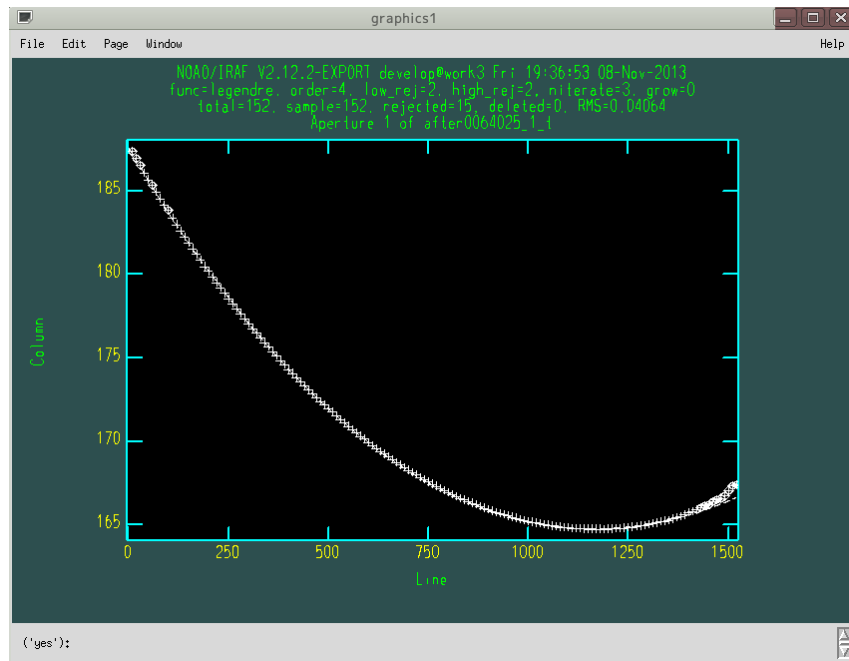 graphics1
File Edit Page Window Help
NOAO/IRAF V2.12.2-EXPORT develop@work3 Fri 19:36:53 08-Nov-2013
func=legendre, order=4, low_rej=2, high_rej=2, niterate=3, grow=0
total=152, sample=152, rejected=15, deleted=0, RMS=0.04064
Aperture 1 of after0064025_1_t
185
180
175
170
165
Column
0 250 500 750 1000 1250 1500
Line
('yes'):